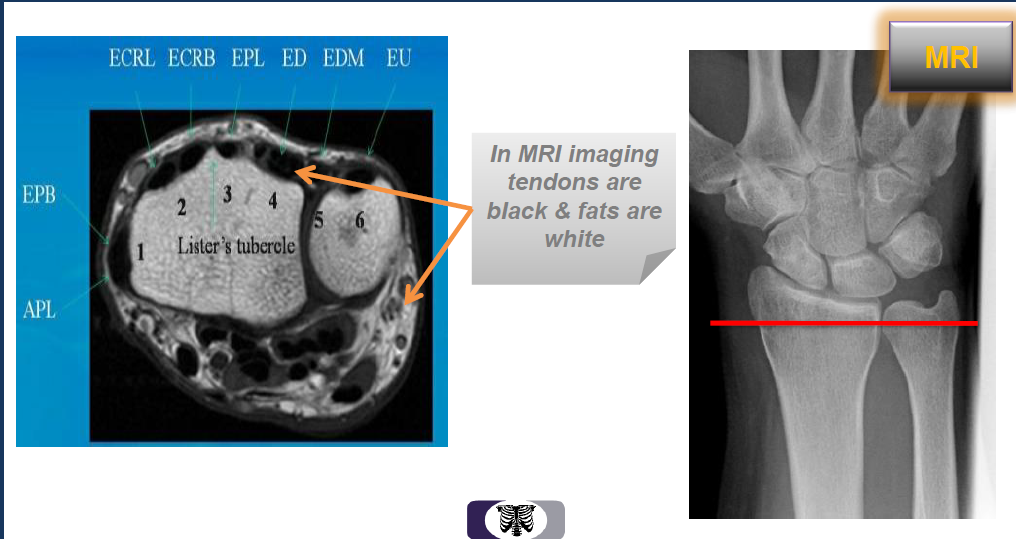 MRI
ECRL ECRB EPL ED EDM EU
In MRI imaging
tendons are
black & fats are
white
EPB
3
2
4
5
6
1
Lister's tubercle
APL